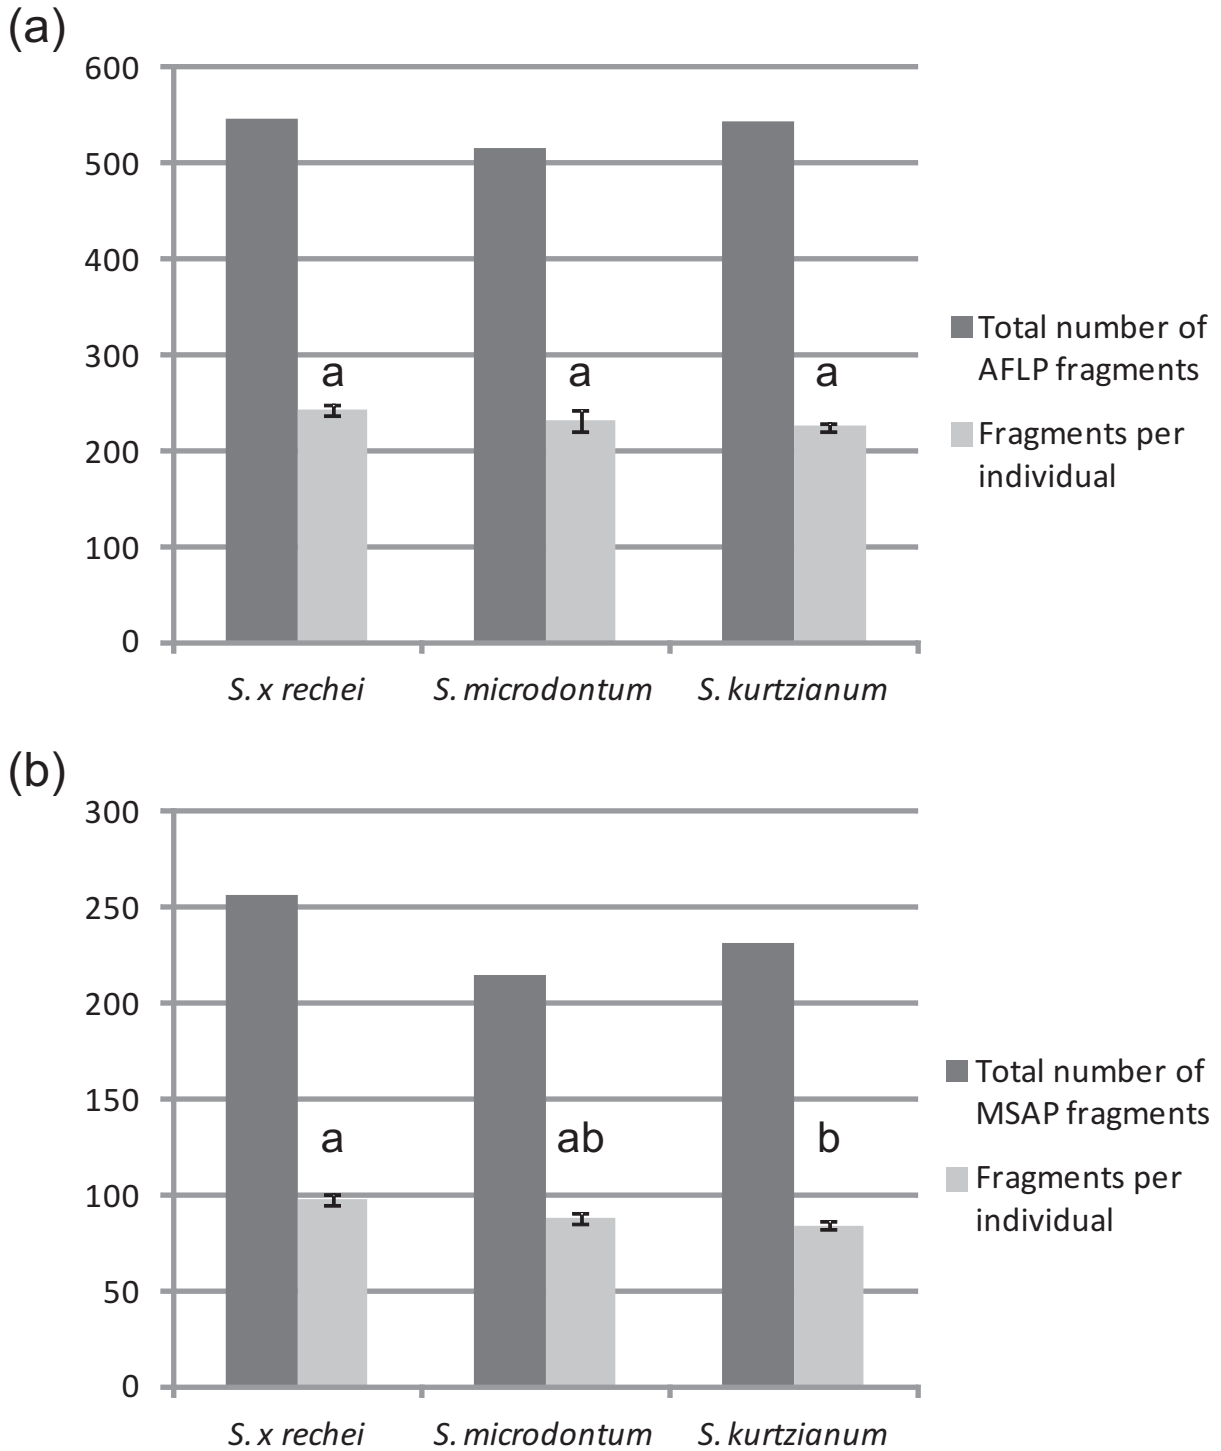 (a)
600
500
400
300
200
100
0
a
a
a
S. x rechei
S. microdontum
S. kurtzianum
Total number of
AFLP fragments
Fragments per
individual
(b)
300
250
200
150
100
50
0
a
ab
b
S. x rechei
S. microdontum
S. kurtzianum
Total number of
MSAP fragments
Fragments per
individual